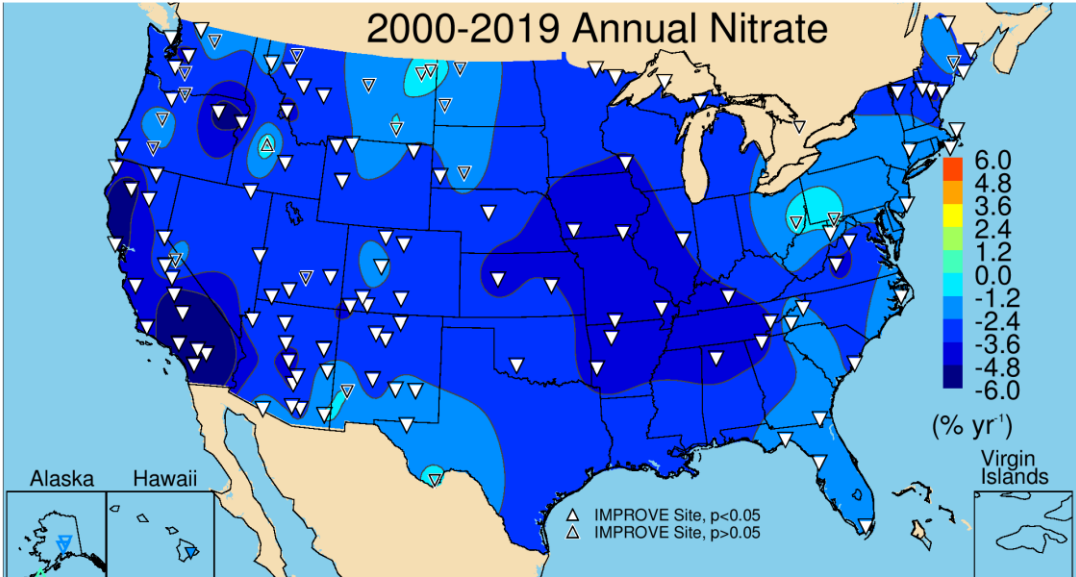 2000-2019 Annual Nitrate
6.0
4.8
3.6
2.4
1.2
0.0
-1.2
-2.4
-3.6
-4.8
-6.0
(% yr⁻¹)
Alaska
Hawaii
Virgin
Islands
IMPROVE Site, p<0.05
IMPROVE Site, p>0.05